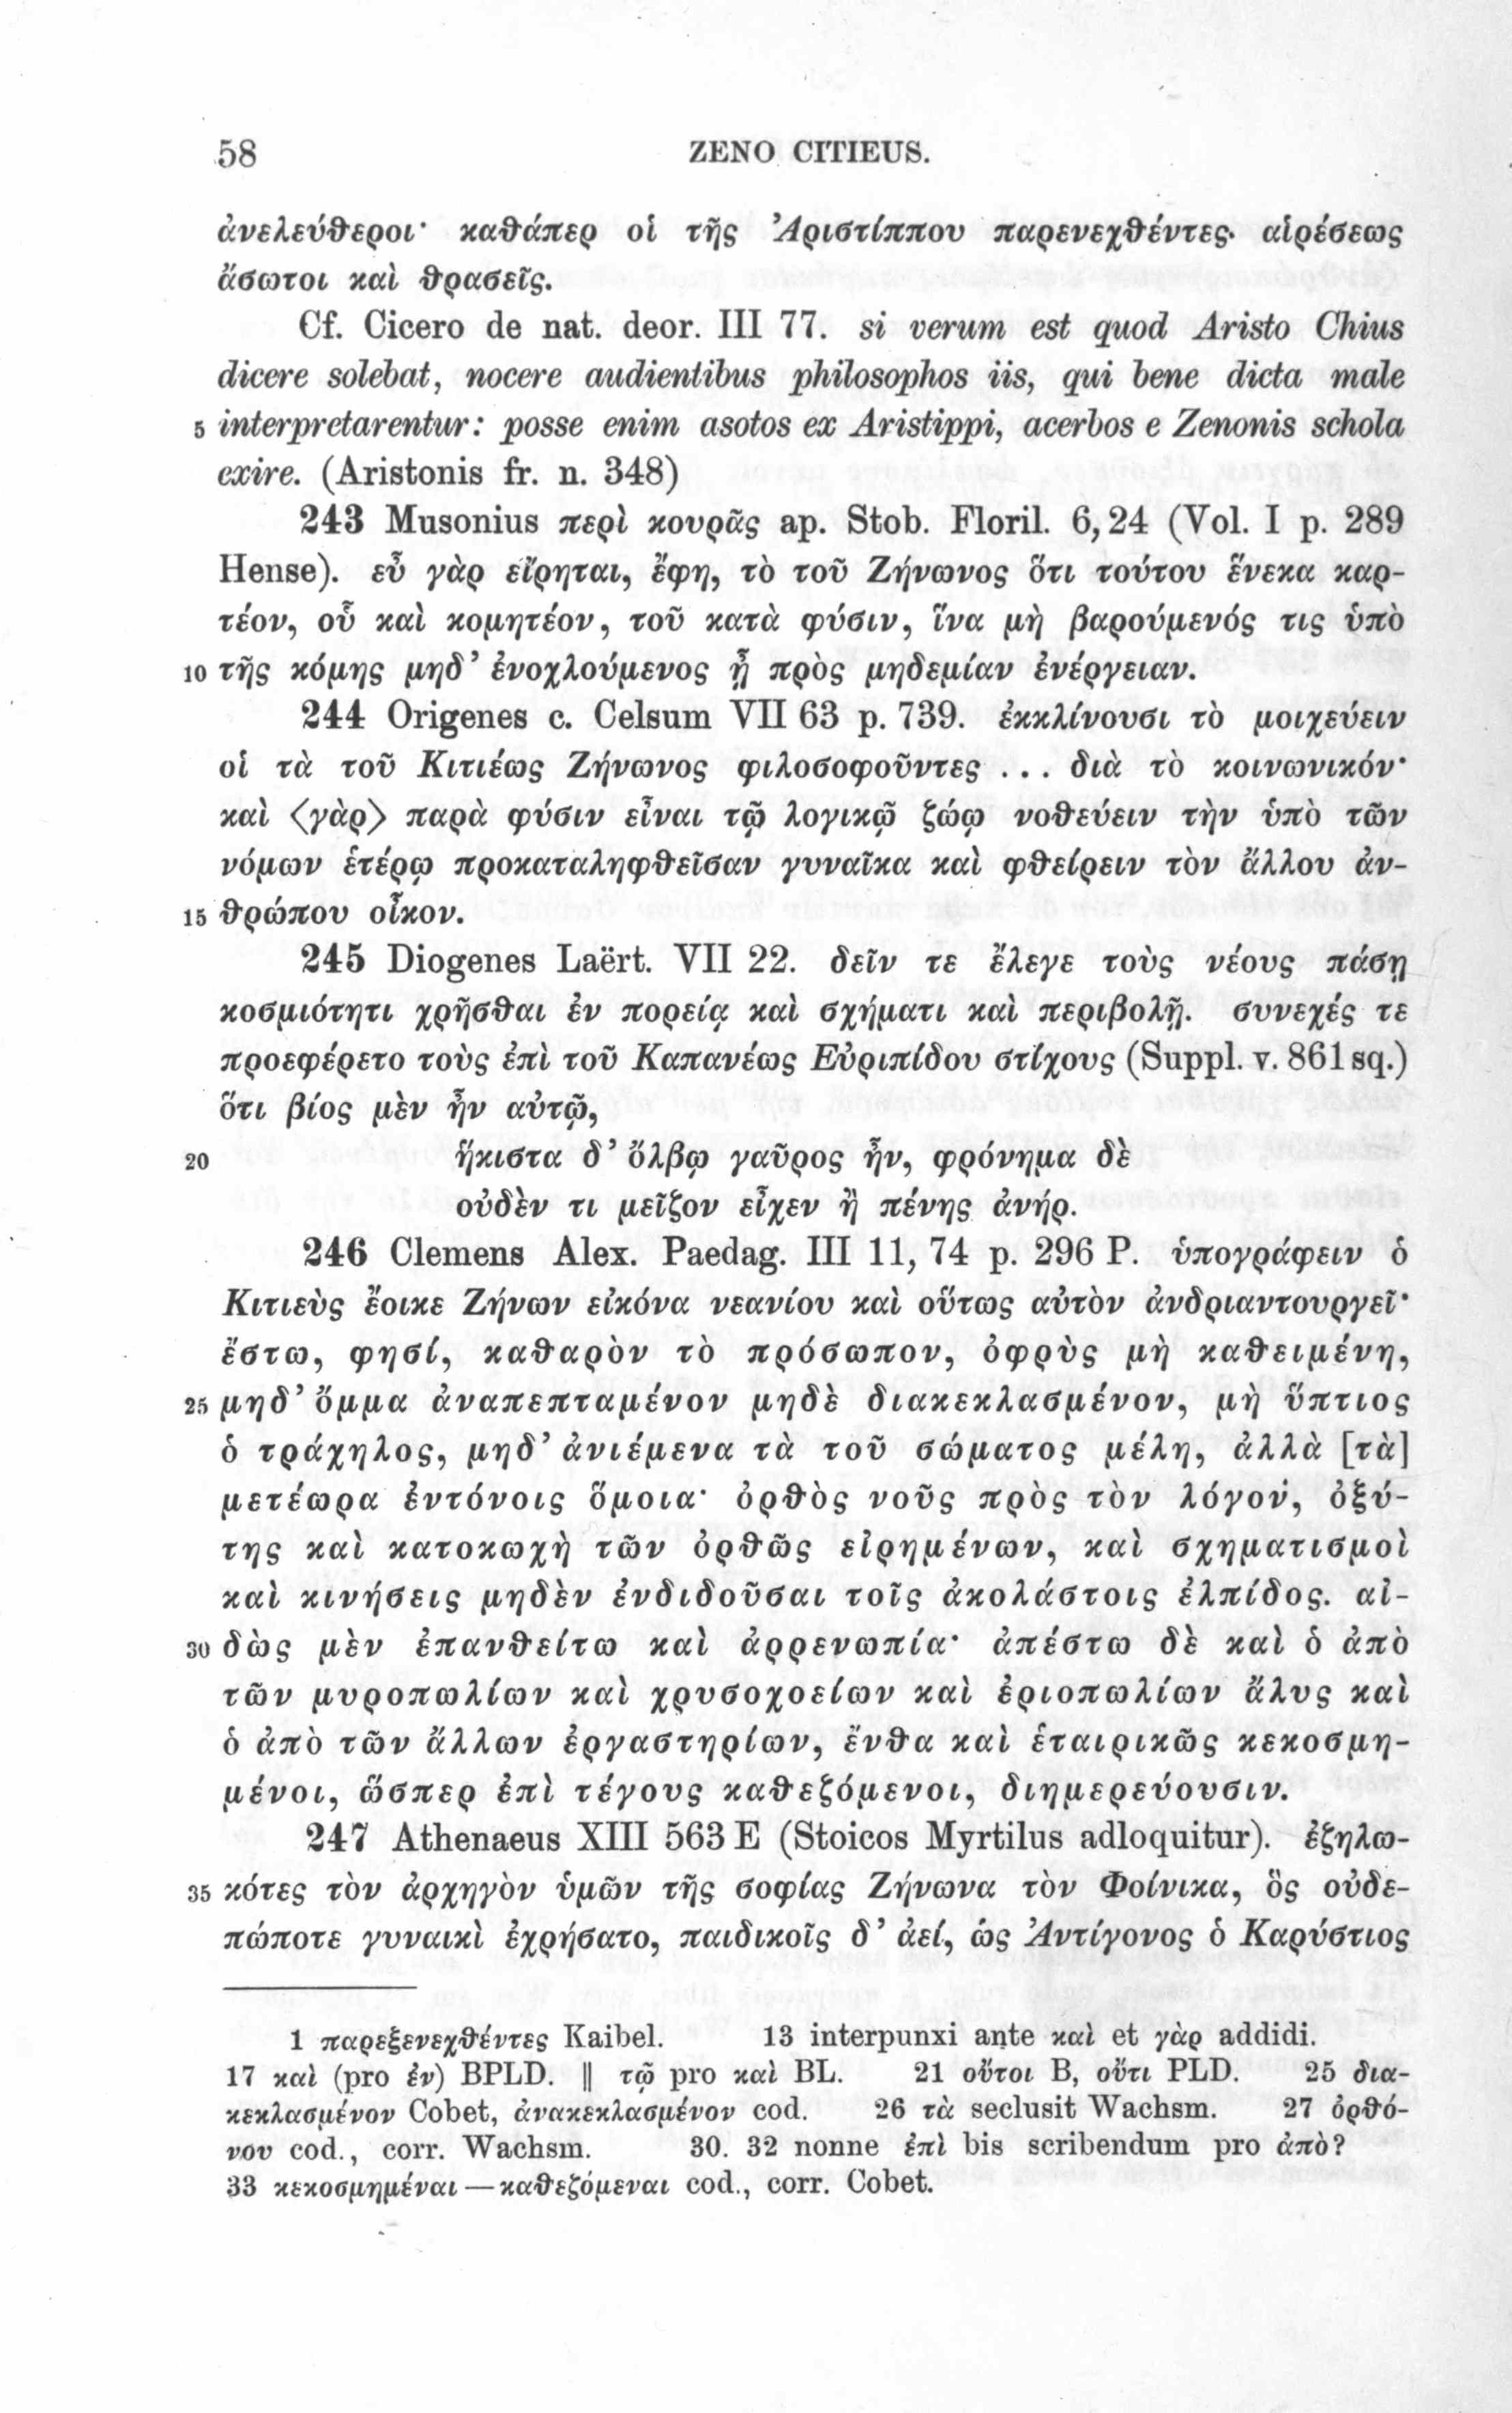 58 ZENO CITIEUS.
ἀνελεύθεροι· καθάπερ οἱ τῆς Ἀριστίππου παρενεχθέντες· αἱρέσεως
ἄσωτοι καὶ θρασεῖς.
Cf. Cicero de nat. deor. III 77. si verum est quod Aristo Chius
dicere solebat, nocere audientibus philosophos iis, qui bene dicta male
5 interpretarentur: posse enim asotos ex Aristippi, acerbos e Zenonis schola
exire. (Aristonis fr. n. 348)
243 Musonius περὶ κουρᾶς ap. Stob. Floril. 6,24 (Vol. I p. 289
Hense). εὖ γὰρ εἴρηται, ἔφη, τὸ τοῦ Ζήνωνος ὅτι τούτου ἕνεκα καρ-
τέον, οὗ καὶ κομητέον, τοῦ κατὰ φύσιν, ἵνα μὴ βαρούμενός τις ὑπὸ
10 τῆς κόμης μηδ’ ἐνοχλούμενος ᾖ πρὸς μηδεμίαν ἐνέργειαν.
244 Origenes c. Celsum VII 63 p. 739. ἐκκλίνουσι τὸ μοιχεύειν
οἱ τὰ τοῦ Κιτιέως Ζήνωνος φιλοσοφοῦντες ... διὰ τὸ κοινωνικόν·
καὶ ⟨γὰρ⟩ παρὰ φύσιν εἶναι τῷ λογικῷ ζώῳ νοθεύειν τὴν ὑπὸ τῶν
νόμων ἑτέρῳ προκαταληφθεῖσαν γυναῖκα καὶ φθείρειν τὸν ἄλλου ἀν-
15 θρώπου οἶκον.
245 Diogenes Laërt. VII 22. δεῖν τε ἔλεγε τοὺς νέους πάσῃ
κοσμιότητι χρῆσθαι ἐν πορείᾳ καὶ σχήματι καὶ περιβολῇ. συνεχές τε
προεφέρετο τοὺς ἐπὶ τοῦ Καπανέως Εὐριπίδου στίχους (Suppl. v. 861 sq.)
ὅτι βίος μὲν ἦν αὐτῷ,
20 ἥκιστα δ’ ὄλβῳ γαῦρος ἦν, φρόνημα δὲ
οὐδὲν τι μεῖζον εἶχεν ἢ πένης ἀνήρ.
246 Clemens Alex. Paedag. III 11, 74 p. 296 P. ὑπογράφειν ὁ
Κιτιεὺς ἔοικε Ζήνων εἰκόνα νεανίου καὶ οὕτως αὐτὸν ἀνδριαντουργεῖ·
ἔστω, φησί, καθαρὸν τὸ πρόσωπον, ὀφρὺς μὴ καθειμένη,
25 μηδ’ ὄμμα ἀναπεπταμένον μηδὲ διακεκλασμένον, μὴ ὕπτιος
ὁ τράχηλος, μηδ’ ἀνιέμενα τὰ τοῦ σώματος μέλη, ἀλλὰ [τὰ]
μετέωρα ἐντόνοις ὅμοια· ὀρθὸς νοῦς πρὸς τὸν λόγον, ὀξύ-
της καὶ κατοκωχὴ τῶν ὀρθῶς εἰρημένων, καὶ σχηματισμοὶ
καὶ κινήσεις μηδὲν ἐνδιδοῦσαι τοῖς ἀκολάστοις ἐλπίδος. αἰ-
30 δὼς μὲν ἐπανθείτω καὶ ἀρρενωπία· ἀπέστω δὲ καὶ ὁ ἀπὸ
τῶν μυροπωλίων καὶ χρυσοχοείων καὶ ἐριοπωλίων ἄλυς καὶ
ὁ ἀπὸ τῶν ἄλλων ἐργαστηρίων, ἔνθα καὶ ἑταιρικῶς κεκοσμη-
μένοι, ὥσπερ ἐπὶ τέγους καθεζόμενοι, διημερεύουσιν.
247 Athenaeus XIII 563 E (Stoicos Myrtilus adloquitur). ἐζηλω-
35 κότες τὸν ἀρχηγὸν ὑμῶν τῆς σοφίας Ζήνωνα τὸν Φοίνικα, ὃς οὐδε-
πώποτε γυναικὶ ἐχρήσατο, παιδικοῖς δ’ ἀεί, ὡς Ἀντίγονος ὁ Καρύστιος
1 παρεξενεχθέντες Kaibel. 13 interpunxi ante καὶ et γὰρ addidi.
17 καὶ (pro ἐν) BPLD. ‖ τῷ pro καὶ BL. 21 οὔτοι B, οὔτι PLD. 25 δια-
κεκλασμένον Cobet, ἀνακεκλασμένον cod. 26 τὰ seclusit Wachsm. 27 ὀρθό-
νου cod., corr. Wachsm. 30. 32 nonne ἐπὶ bis scribendum pro ἀπὸ?
33 κεκοσμημέναι — καθεζόμεναι cod., corr. Cobet.